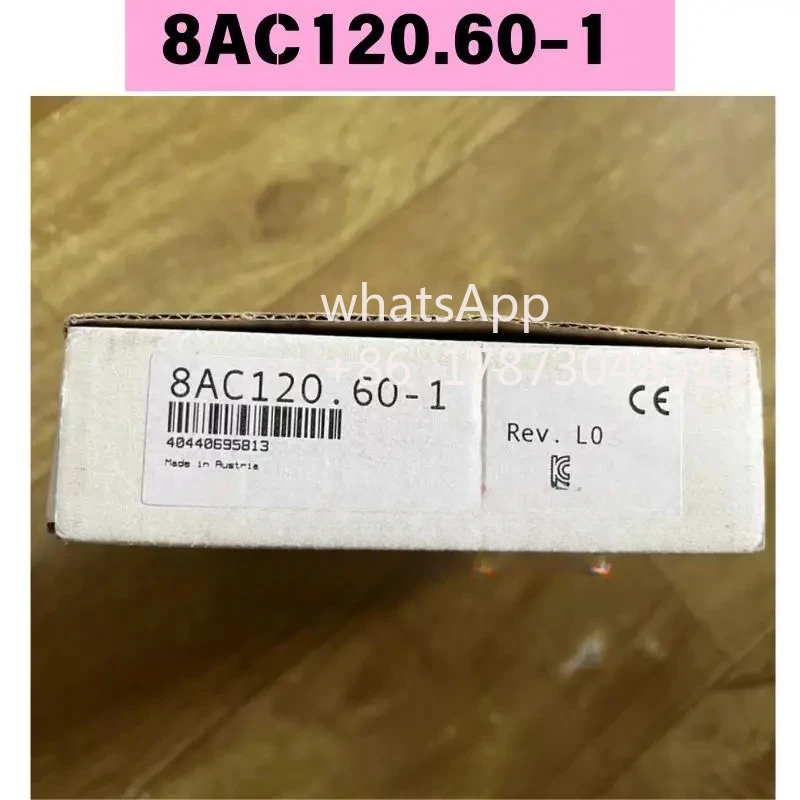 8AC120.60-1
whatsApp
8AC120.60-1
40440695813
Made in Austria
Rev. L0
CE